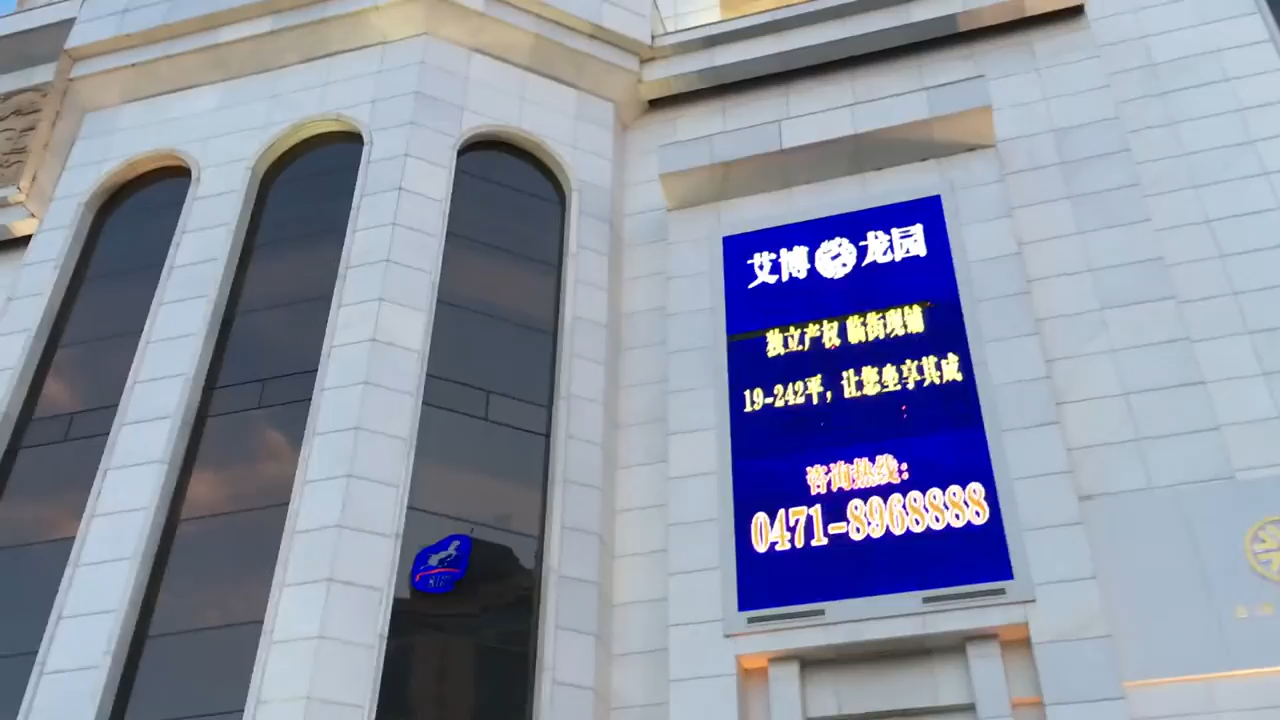 艾博 龙园
独立产权 临街现铺
19-242平，让您坐享其成
咨询热线：
0471-8968888